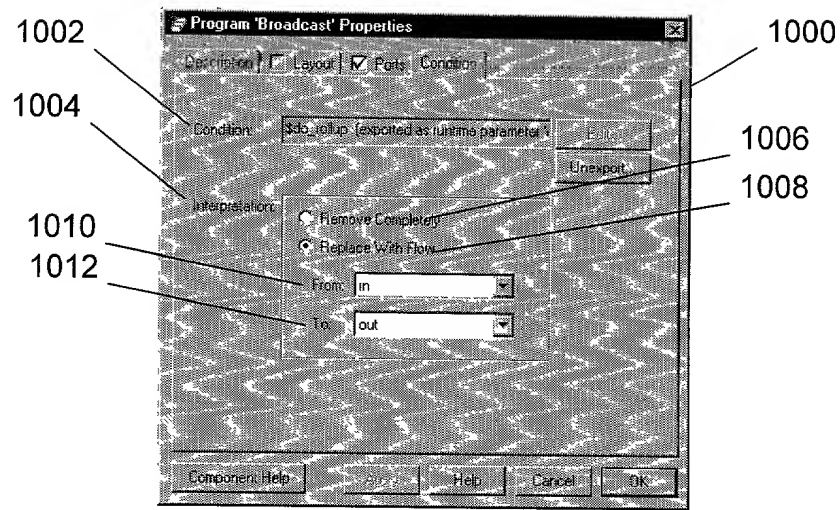 Program 'Broadcast' Properties
1002
1000
Description Layout Ports Condition
1004
Condition: $do_rollup (exported as runtime parameter
1006
Unexport...
1008
Interpretation:
Remove Completely
1010
Replace With Flow
1012
From: in
To: out
Component Help Apply Help Cancel OK